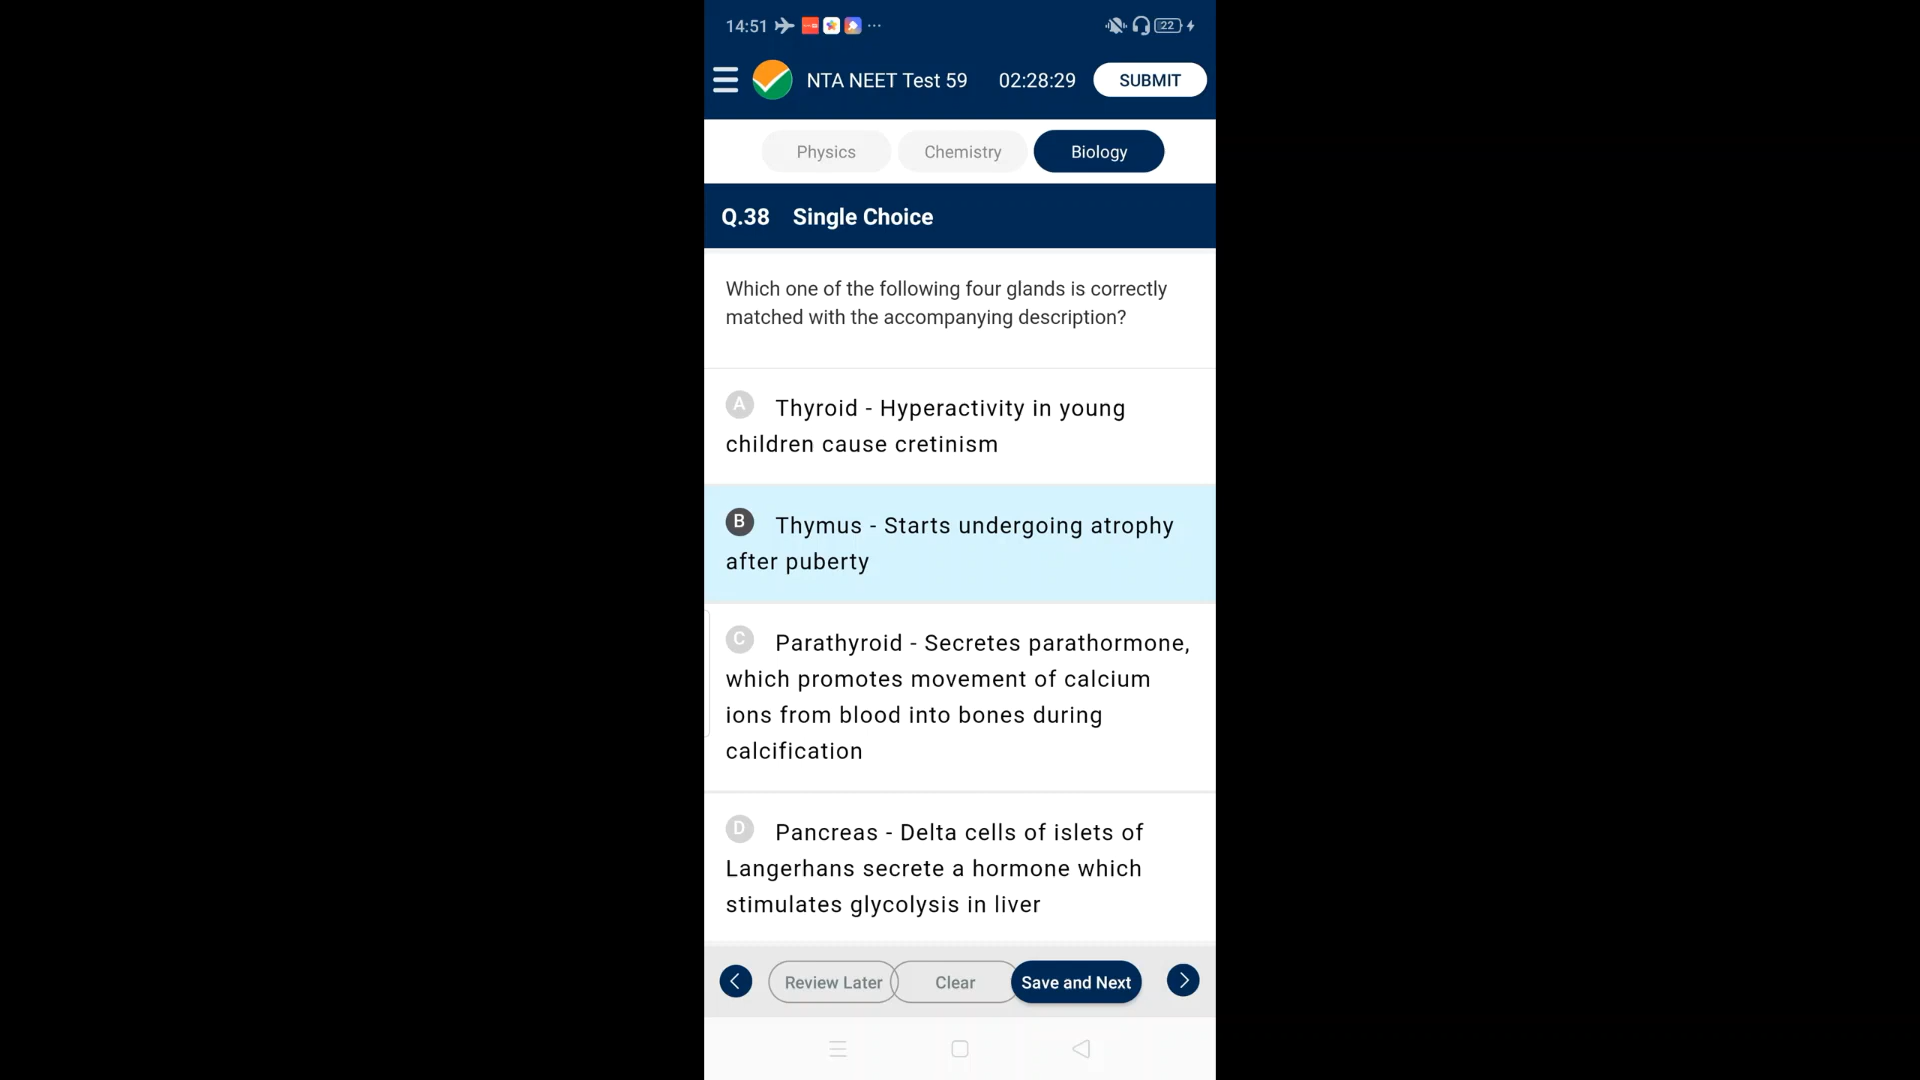 14:51 ...
22
NTA NEET Test 59 02:28:29 SUBMIT
Physics Chemistry Biology
Q.38 Single Choice
Which one of the following four glands is correctly
matched with the accompanying description?
A Thyroid - Hyperactivity in young
children cause cretinism
B Thymus - Starts undergoing atrophy
after puberty
C Parathyroid - Secretes parathormone,
which promotes movement of calcium
ions from blood into bones during
calcification
D Pancreas - Delta cells of islets of
Langerhans secrete a hormone which
stimulates glycolysis in liver
Review Later Clear Save and Next